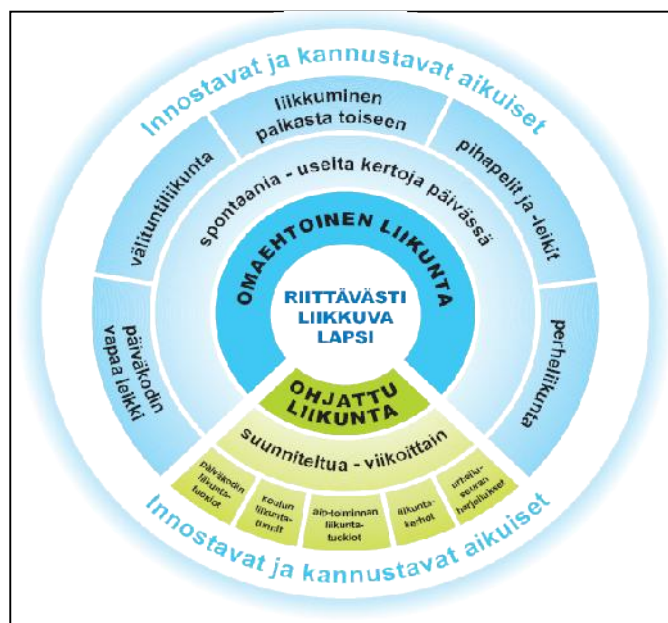 Innostavat ja kannustavat aikuiset
liikkuminen
paikasta toiseen
välituntiliikunta
pihapelit ja -leikit
päiväkodin
vapaa leikki
perheliikunta
spontaania - useita kertoja päivässä
OMAEHTOINEN LIIKUNTA
RIITTÄVÄSTI
LIIKKUVA
LAPSI
OHJATTU
LIIKUNTA
suunniteltua - viikoittain
päiväkodin
liikunta-
tuokiot
koulun
liikunta-
tunnit
aip-toiminnan
liikunta-
tuokiot
liikunta-
kerhot
urheilu-
seuran
harjoitukset
Innostavat ja kannustavat aikuiset